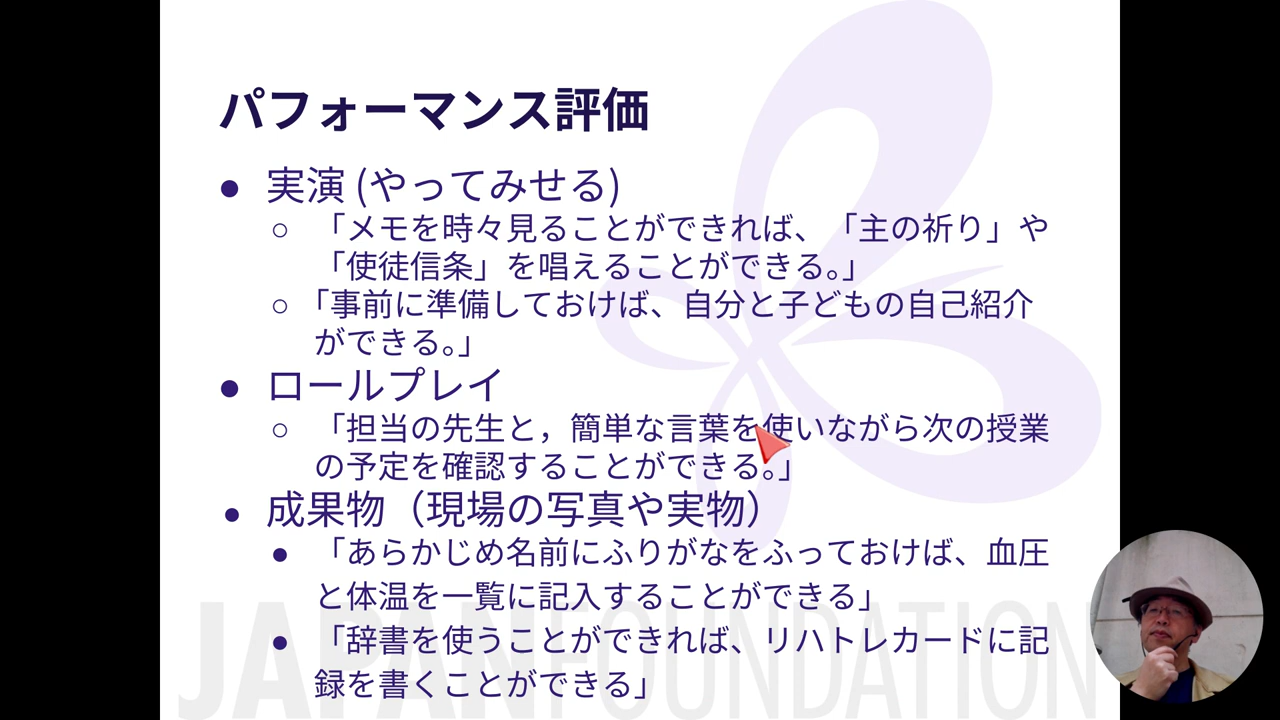 パフォーマンス評価
● 実演 (やってみせる)
○ 「メモを時々見ることができれば、「主の祈り」や
「使徒信条」を唱えることができる。」
○ 「事前に準備しておけば、自分と子どもの自己紹介
ができる。」
● ロールプレイ
○ 「担当の先生と，簡単な言葉を使いながら次の授業
の予定を確認することができる。」
● 成果物（現場の写真や実物）
● 「あらかじめ名前にふりがなをふっておけば、血圧
と体温を一覧に記入することができる」
● 「辞書を使うことができれば、リハトレカードに記
録を書くことができる」
JAPANFOUNDATION